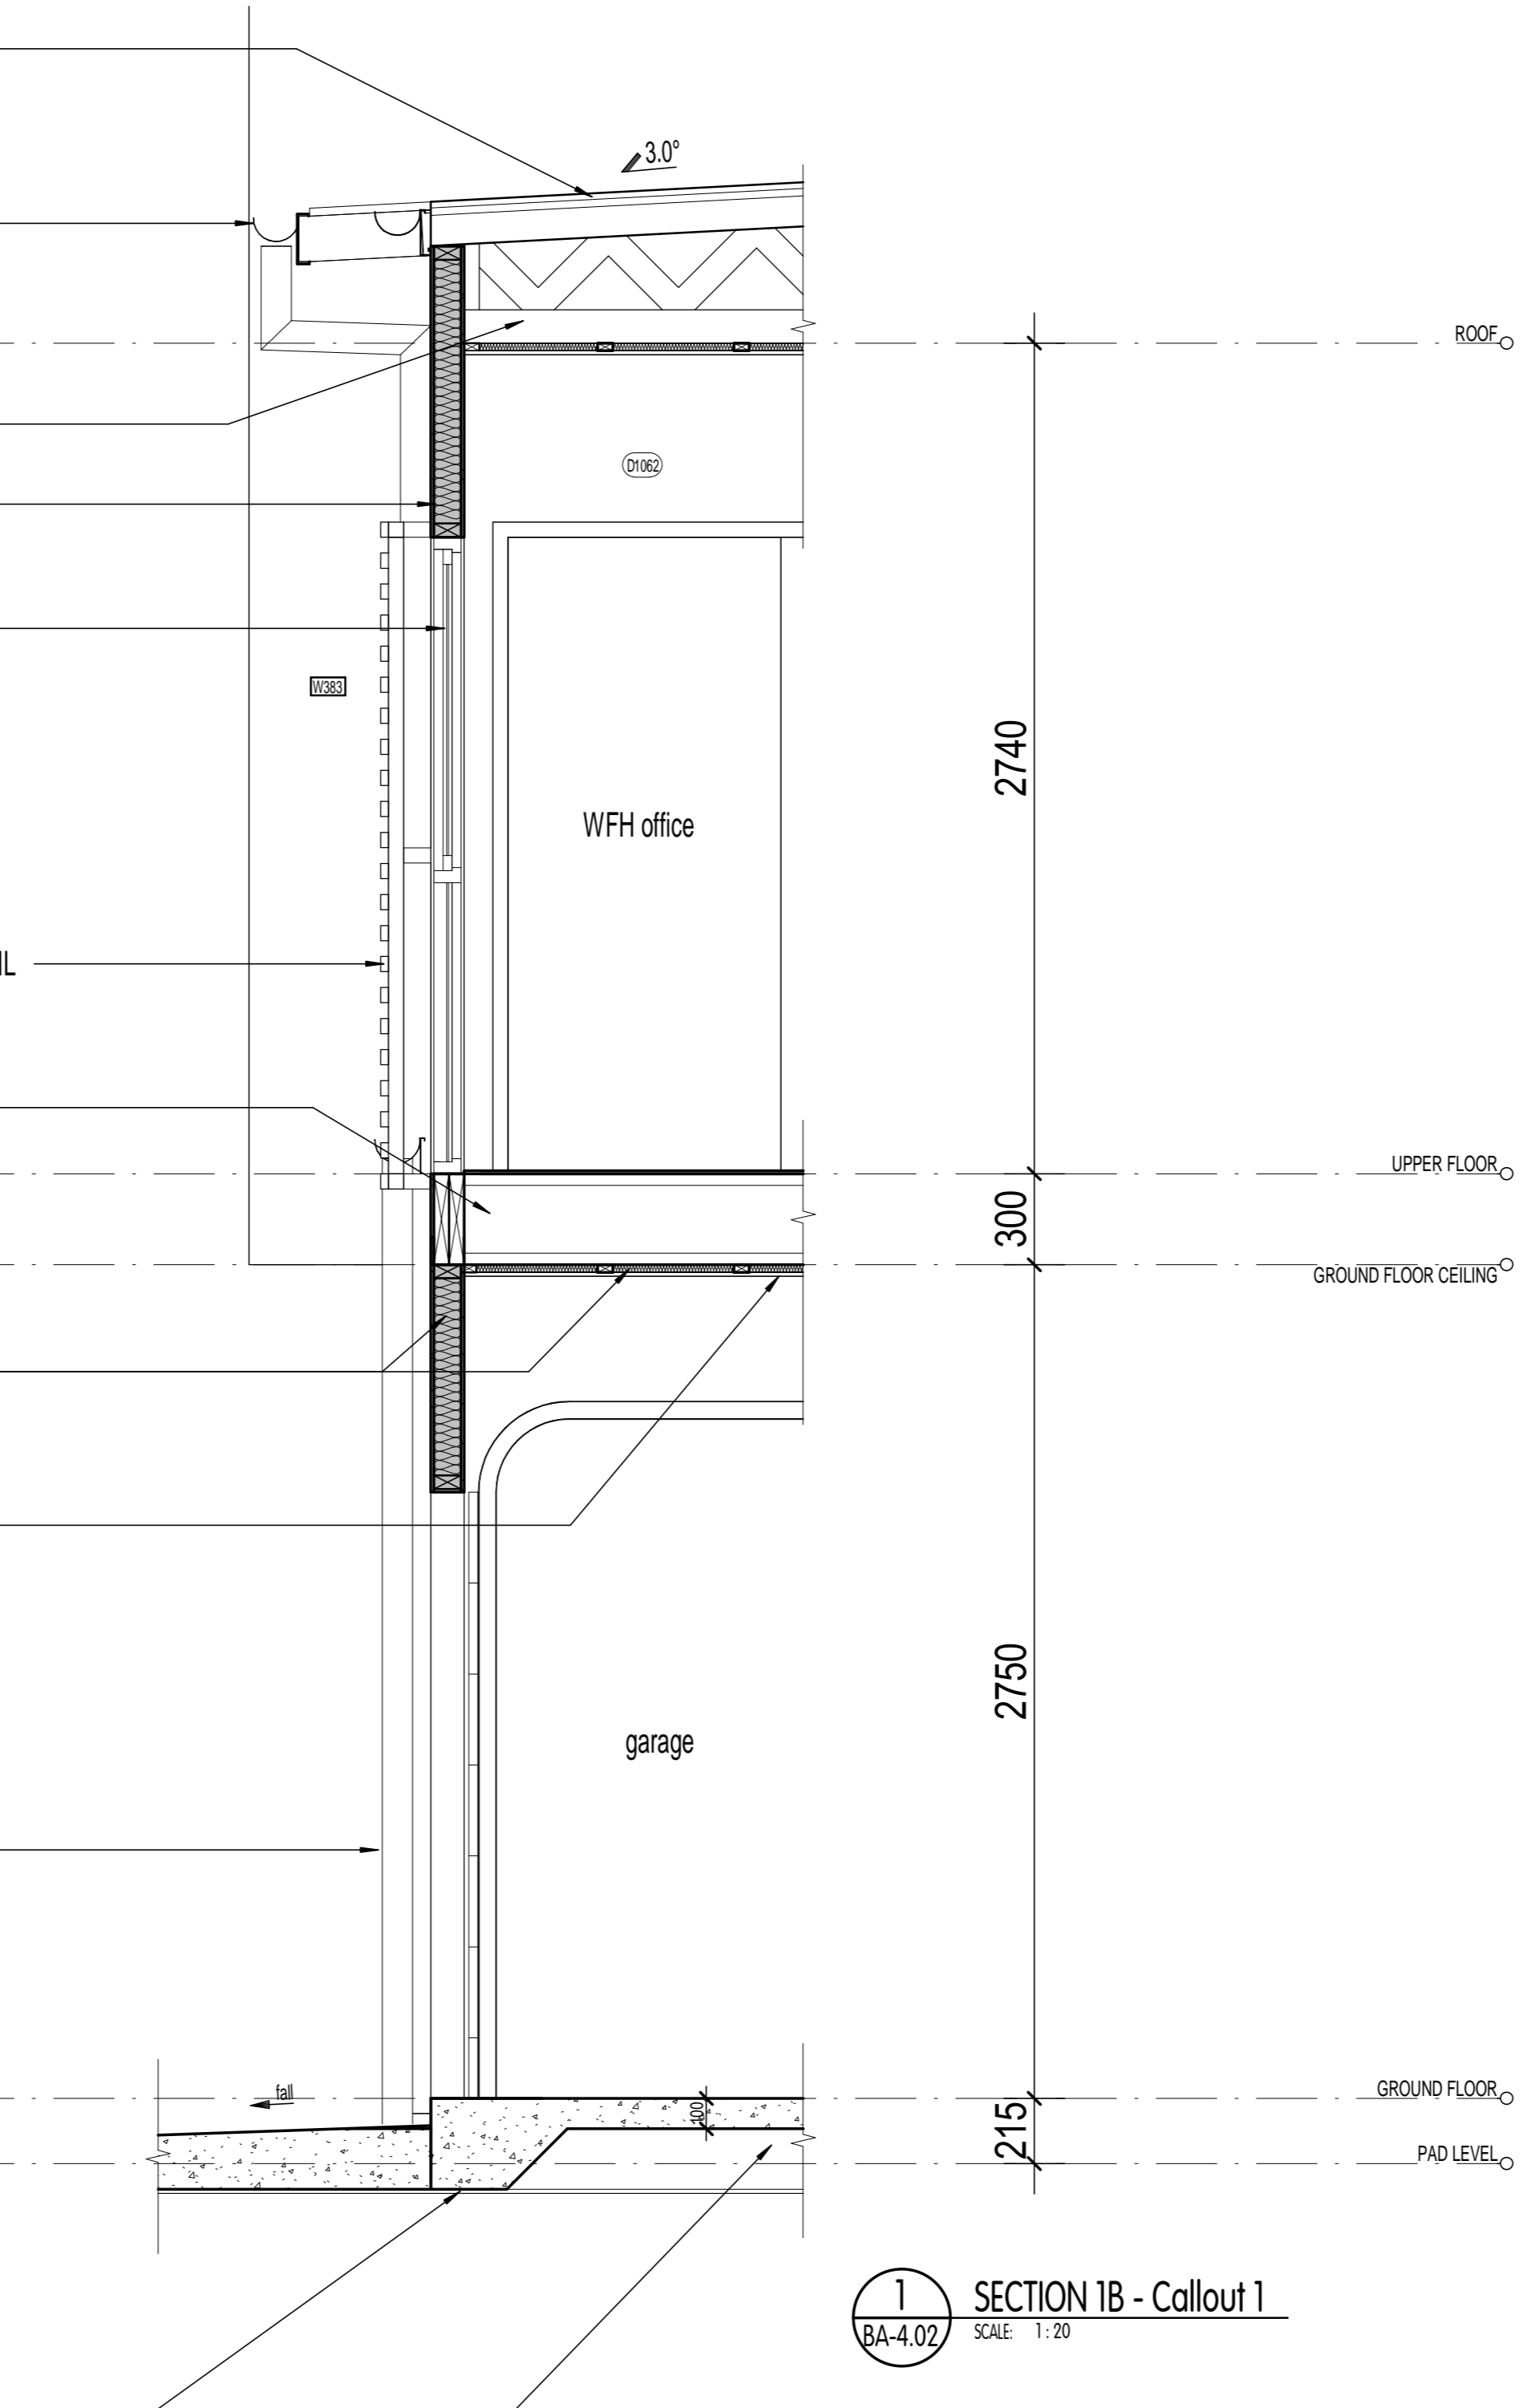 3.0°
ROOF
D1062
W383
2740
WFH office
IL
UPPER FLOOR
300
GROUND FLOOR CEILING
2750
garage
fall
100
GROUND FLOOR
215
PAD LEVEL
1
BA-4.02
SECTION 1B - Callout 1
SCALE: 1 : 20